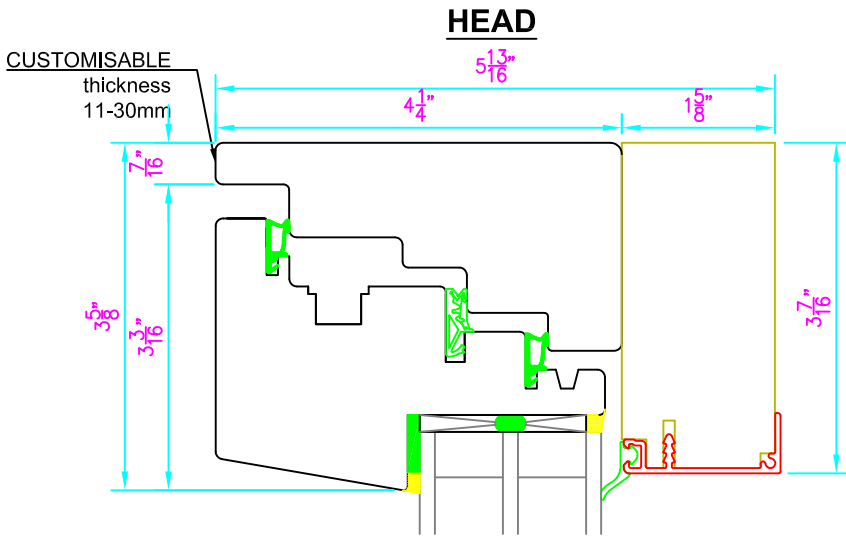 HEAD
CUSTOMISABLE
thickness
11-30mm
5 13/16"
4 1/4"
1 5/8"
7/16"
3 5/8"
3 3/16"
3 7/16"